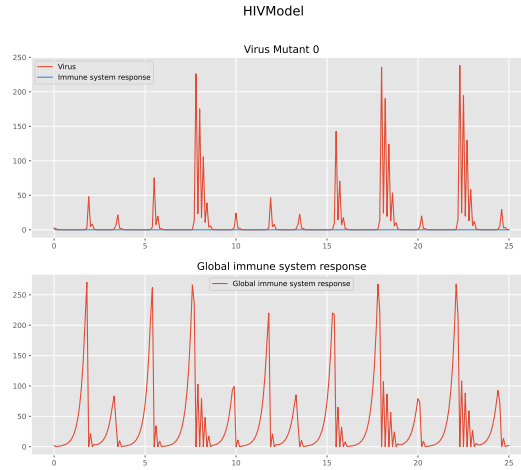 HIVModel
Virus Mutant 0
250
200
150
100
50
0
Virus
Immune system response
0 5 10 15 20 25
Global immune system response
250
200
150
100
50
0
Global immune system response
0 5 10 15 20 25